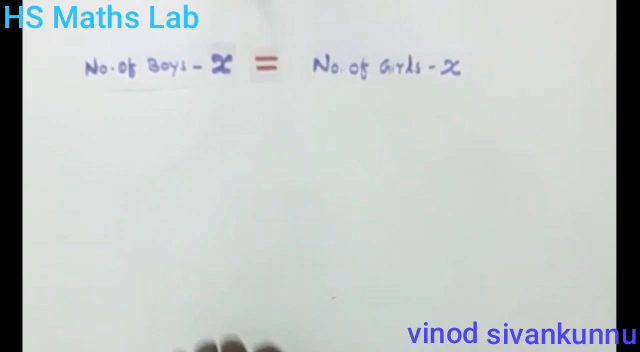 HS Maths Lab
No. of Boys - x = No. of Girls - x
vinod sivankunnu